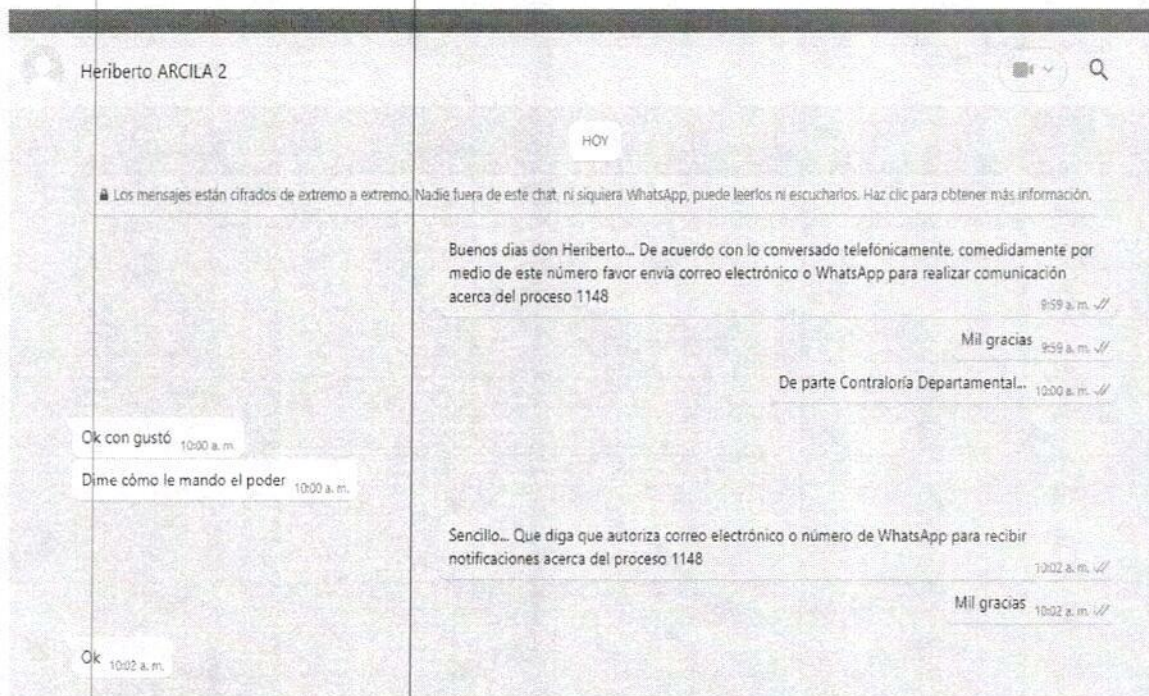 Heriberto ARCILA 2
HOY
Los mensajes están cifrados de extremo a extremo. Nadie fuera de este chat, ni siquiera WhatsApp, puede leerlos ni escucharlos. Haz clic para obtener más información.
Buenos días don Heriberto... De acuerdo con lo conversado telefónicamente, comedidamente por
medio de este número favor envía correo electrónico o WhatsApp para realizar comunicación
acerca del proceso 1148
9:59 a. m.
Mil gracias 9:59 a. m.
De parte Contraloría Departamental... 10:00 a. m.
Ok con gustó 10:00 a. m.
Dime cómo le mando el poder 10:00 a. m.
Sencillo... Que diga que autoriza correo electrónico o número de WhatsApp para recibir
notificaciones acerca del proceso 1148
10:02 a. m.
Mil gracias 10:02 a. m.
Ok 10:02 a. m.